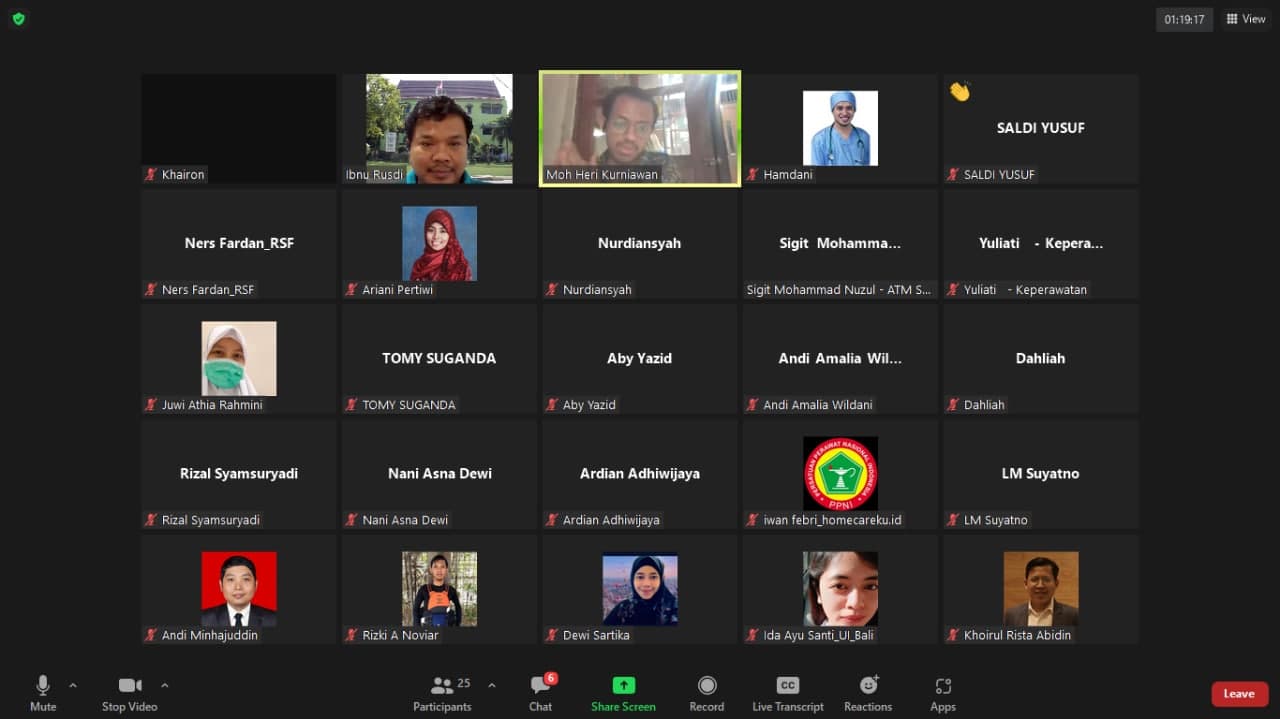 01:19:17
View
Khairon
Ibnu Rusdi
Moh Heri Kurniawan
Hamdani
SALDI YUSUF
SALDI YUSUF
Ners Fardan_RSF
Ners Fardan_RSF
Ariani Pertiwi
Nurdiansyah
Nurdiansyah
Sigit Mohamma...
Sigit Mohammad Nuzul - ATM S...
Yuliati - Kepera...
Yuliati - Keperawatan
Juwi Athia Rahmini
TOMY SUGANDA
TOMY SUGANDA
Aby Yazid
Aby Yazid
Andi Amalia Wil...
Andi Amalia Wildani
Dahliah
Dahliah
Rizal Syamsuryadi
Rizal Syamsuryadi
Nani Asna Dewi
Nani Asna Dewi
Ardian Adhiwijaya
Ardian Adhiwijaya
PERSATUAN PERAWAT NASIONAL INDONESIA
PPNI
iwan febri_homecareku.id
LM Suyatno
LM Suyatno
Andi Minhajuddin
Rizki A Noviar
Dewi Sartika
Ida Ayu Santi_UI_Bali
Khoirul Rista Abidin
Mute
Stop Video
25
Participants
6
Chat
Share Screen
Record
CC
Live Transcript
Reactions
Apps
Leave